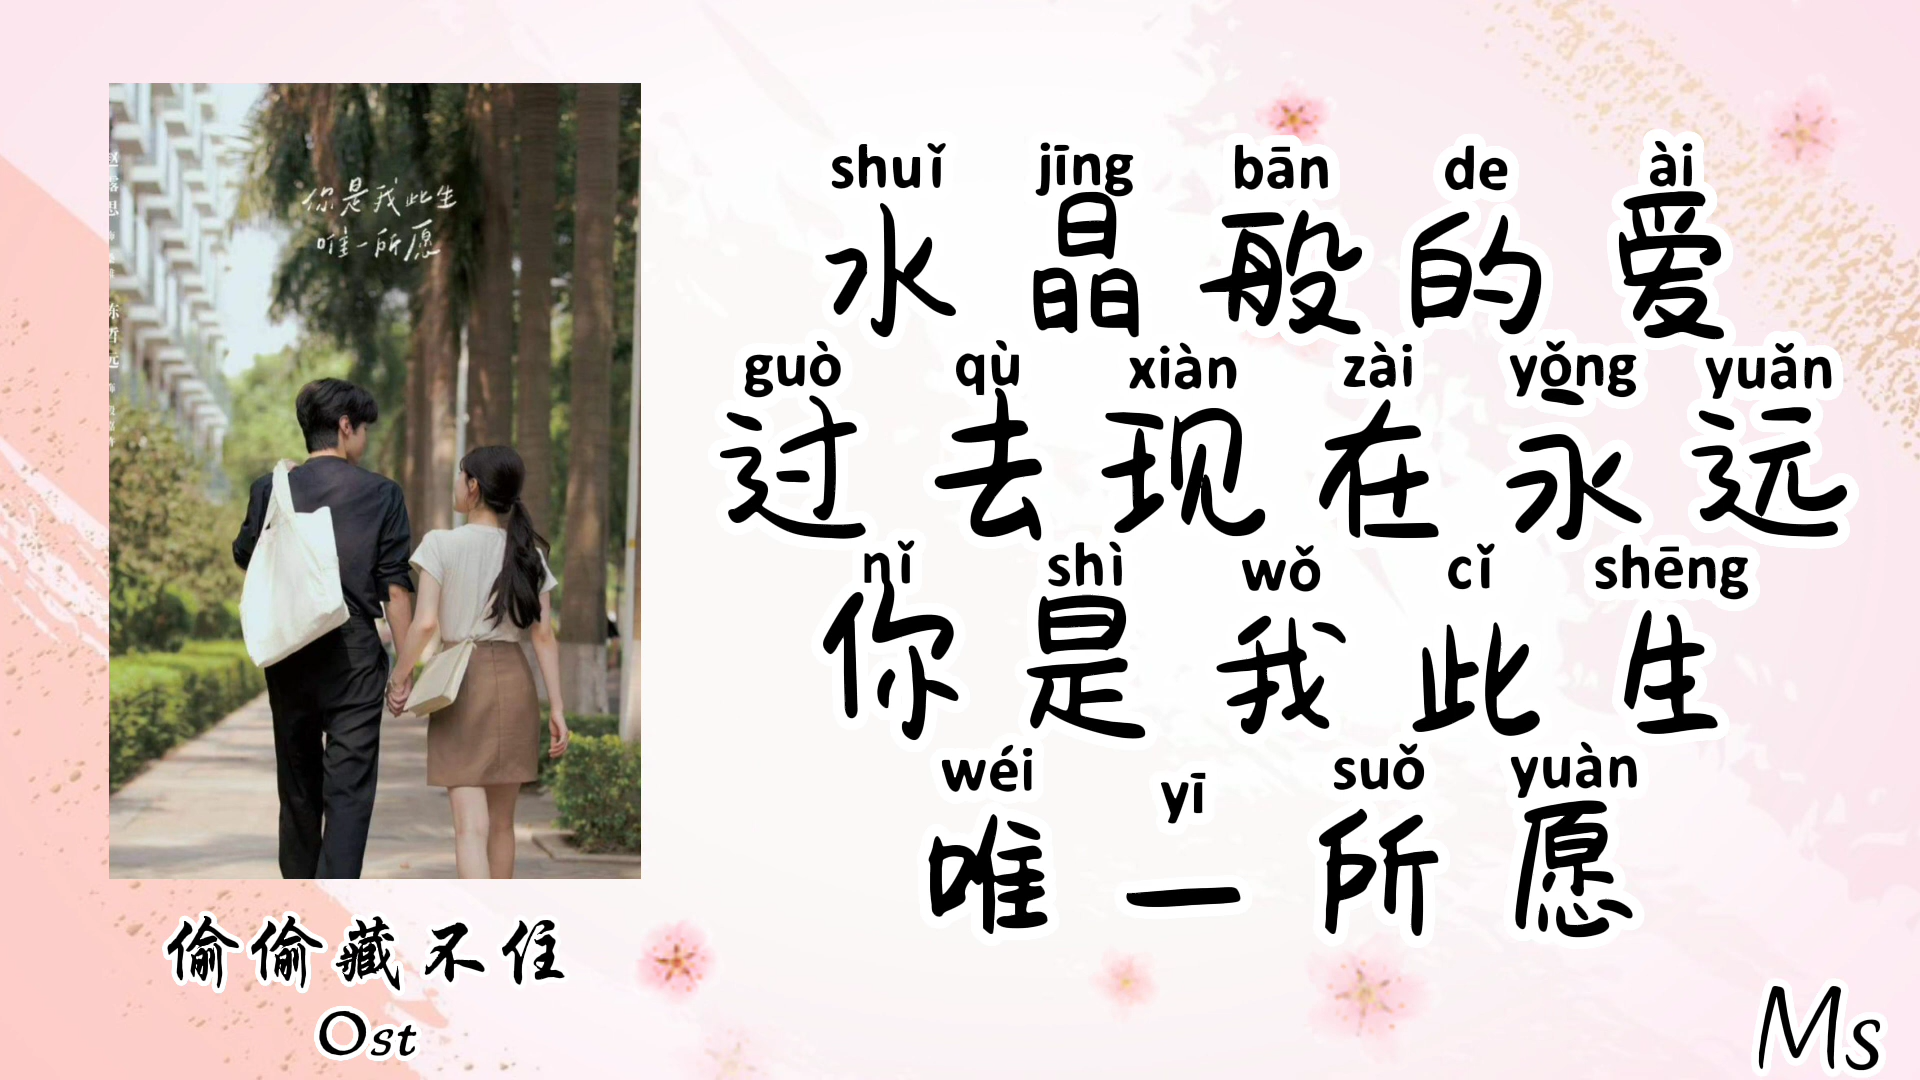 你是我此生
唯一所愿
shuǐ jīng bān de ài
水晶般的爱
guò qù xiàn zài yǒng yuǎn
过去现在永远
nǐ shì wǒ cǐ shēng
你是我此生
wéi yī suǒ yuàn
唯一所愿
偷偷藏不住
Ost
Ms